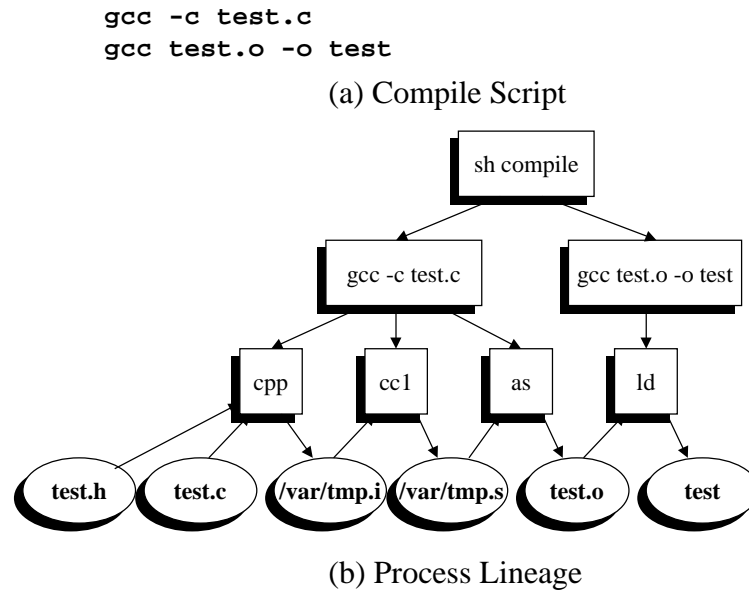 gcc -c test.c
gcc test.o -o test
(a) Compile Script
sh compile
gcc -c test.c
gcc test.o -o test
cpp
cc1
as
ld
test.h
test.c
/var/tmp.i
/var/tmp.s
test.o
test
(b) Process Lineage